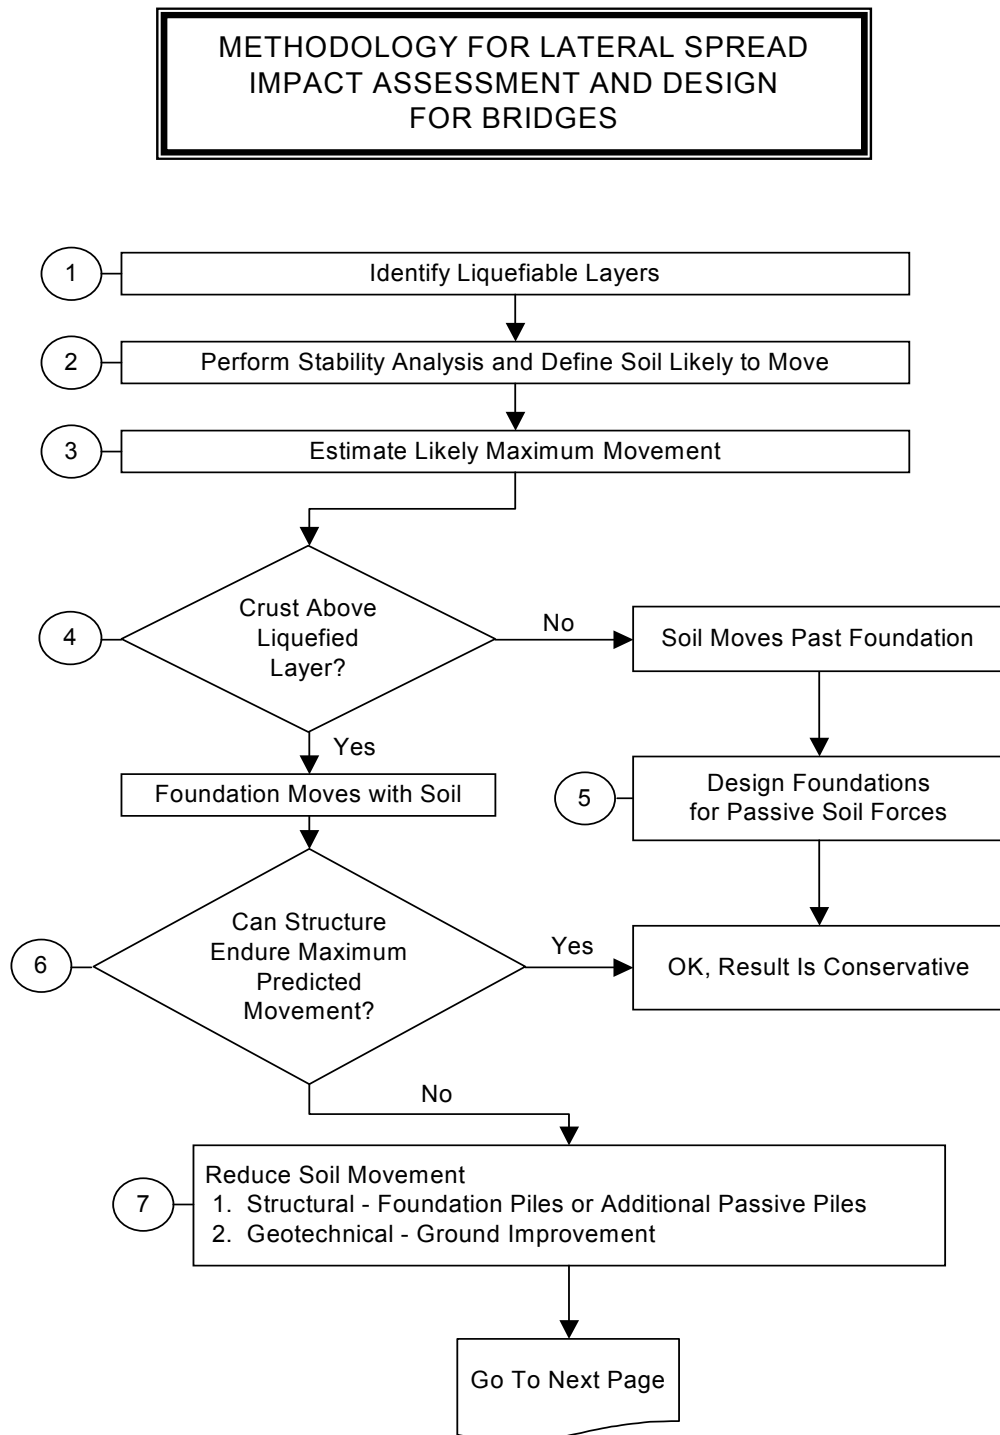 METHODOLOGY FOR LATERAL SPREAD
IMPACT ASSESSMENT AND DESIGN
FOR BRIDGES
1
Identify Liquefiable Layers
2
Perform Stability Analysis and Define Soil Likely to Move
3
Estimate Likely Maximum Movement
4
Crust Above
Liquefied
Layer?
No
Soil Moves Past Foundation
Yes
Foundation Moves with Soil
5
Design Foundations
for Passive Soil Forces
6
Can Structure
Endure Maximum
Predicted
Movement?
Yes
OK, Result Is Conservative
No
7
Reduce Soil Movement
1. Structural - Foundation Piles or Additional Passive Piles
2. Geotechnical - Ground Improvement
Go To Next Page